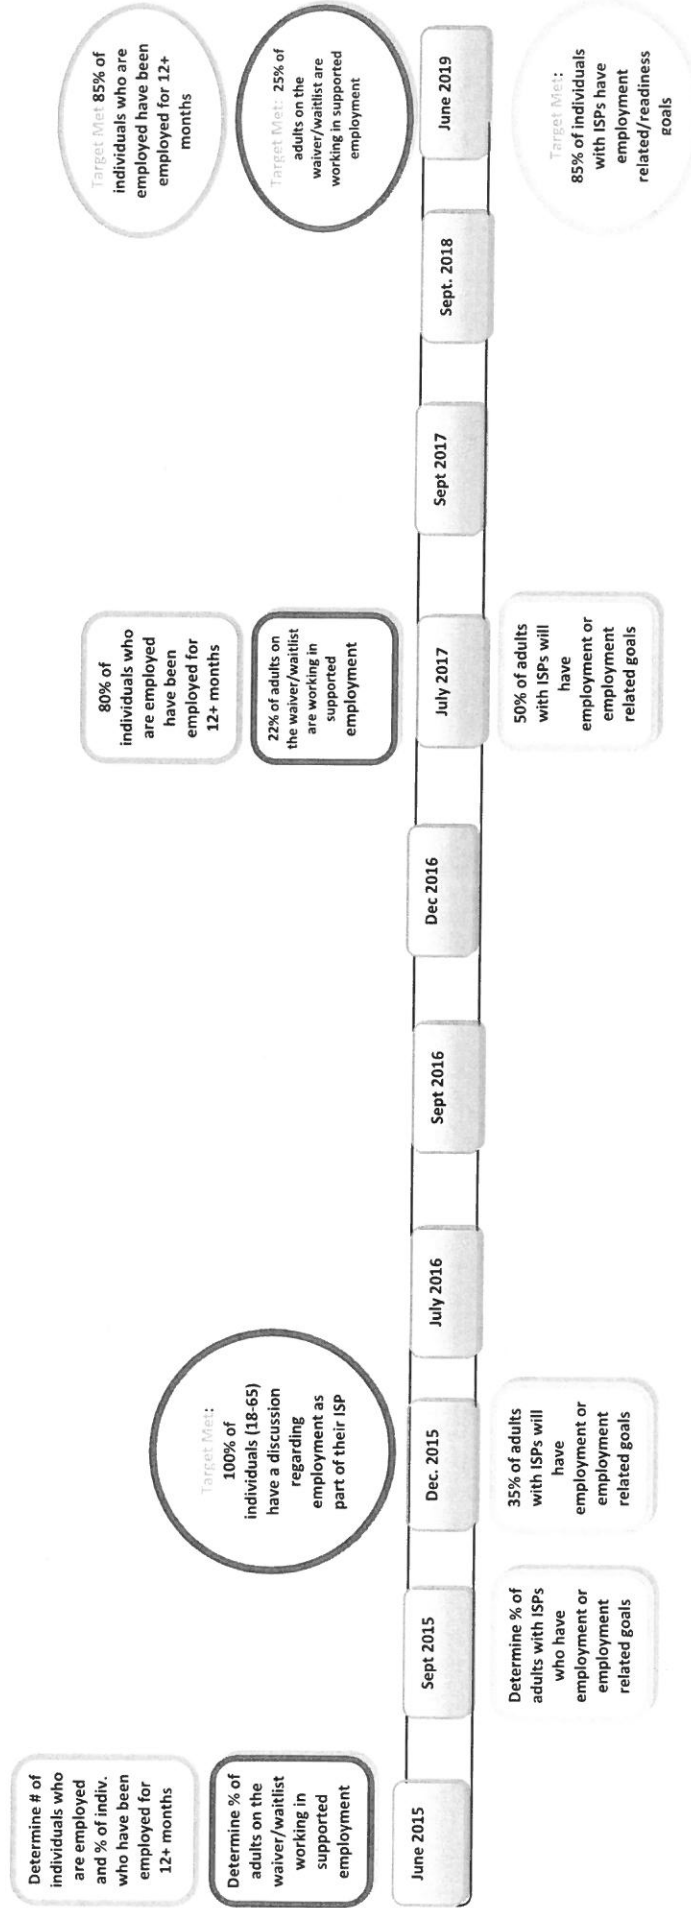 Determine # of
individuals who
are employed
and % of indiv.
who have been
employed for
12+ months
Determine % of
adults on the
waiver/waitlist
working in
supported
employment
June 2015
Sept 2015
Determine % of
adults with ISPs
who have
employment or
employment
related goals
Target Met:
100% of
individuals (18-65)
have a discussion
regarding
employment as
part of their ISP
Dec. 2015
35% of adults
with ISPs will
have
employment or
employment
related goals
July 2016
Sept 2016
Dec 2016
80% of
individuals who
are employed
have been
employed for
12+ months
22% of adults on
the waiver/waitlist
are working in
supported
employment
July 2017
50% of adults
with ISPs will
have
employment or
employment
related goals
Sept 2017
Sept. 2018
Target Met 85% of
individuals who are
employed have been
employed for 12+
months
Target Met: 25% of
adults on the
waiver/waitlist are
working in supported
employment
June 2019
Target Met:
85% of individuals
with ISPs have
employment
related/readiness
goals